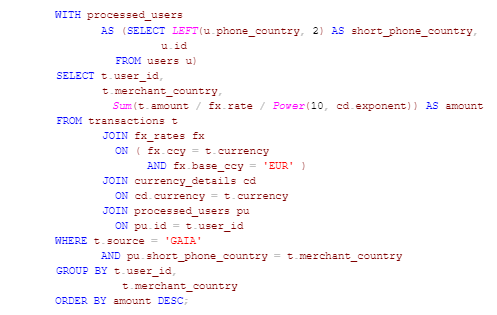 WITH processed_users
AS (SELECT LEFT(u.phone_country, 2) AS short_phone_country,
u.id
FROM users u)
SELECT t.user_id,
t.merchant_country,
Sum(t.amount / fx.rate / Power(10, cd.exponent)) AS amount
FROM transactions t
JOIN fx_rates fx
ON ( fx.ccy = t.currency
AND fx.base_ccy = 'EUR' )
JOIN currency_details cd
ON cd.currency = t.currency
JOIN processed_users pu
ON pu.id = t.user_id
WHERE t.source = 'GAIA'
AND pu.short_phone_country = t.merchant_country
GROUP BY t.user_id,
t.merchant_country
ORDER BY amount DESC;